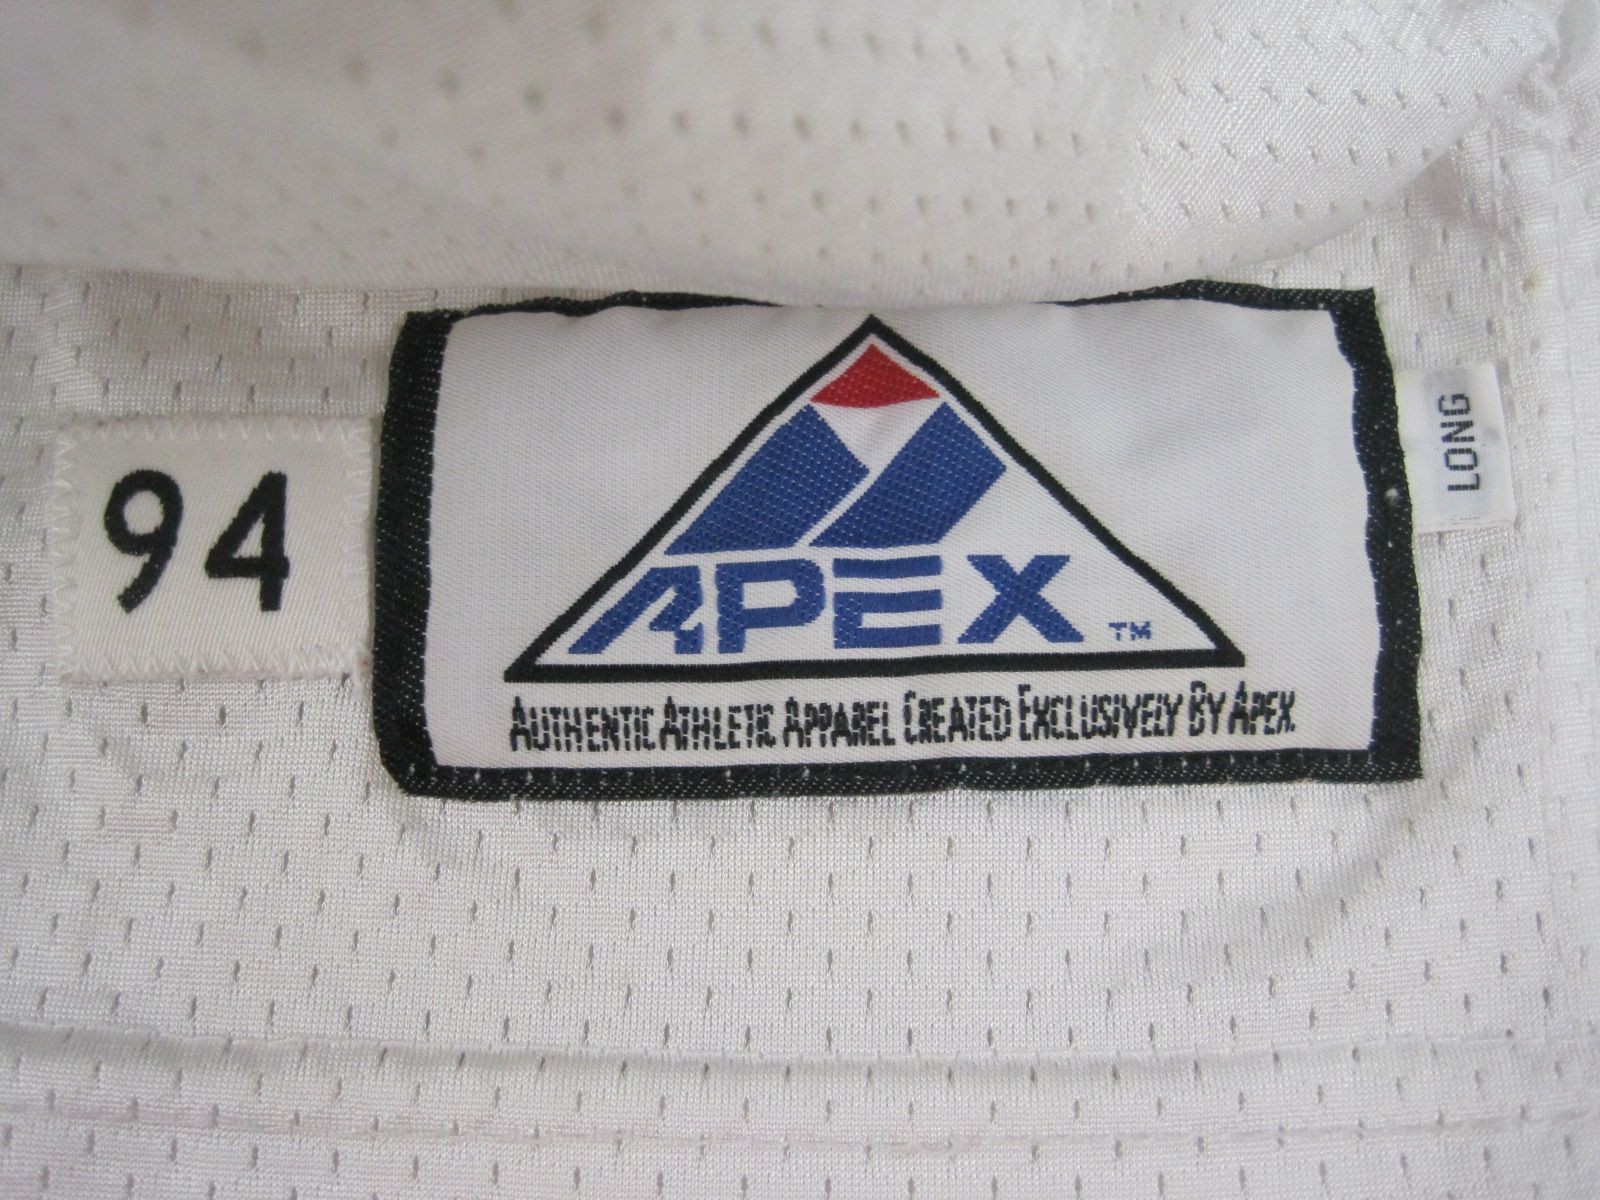 94
APEX TM
AUTHENTIC ATHLETIC APPAREL CREATED EXCLUSIVELY BY APEX.
LONG